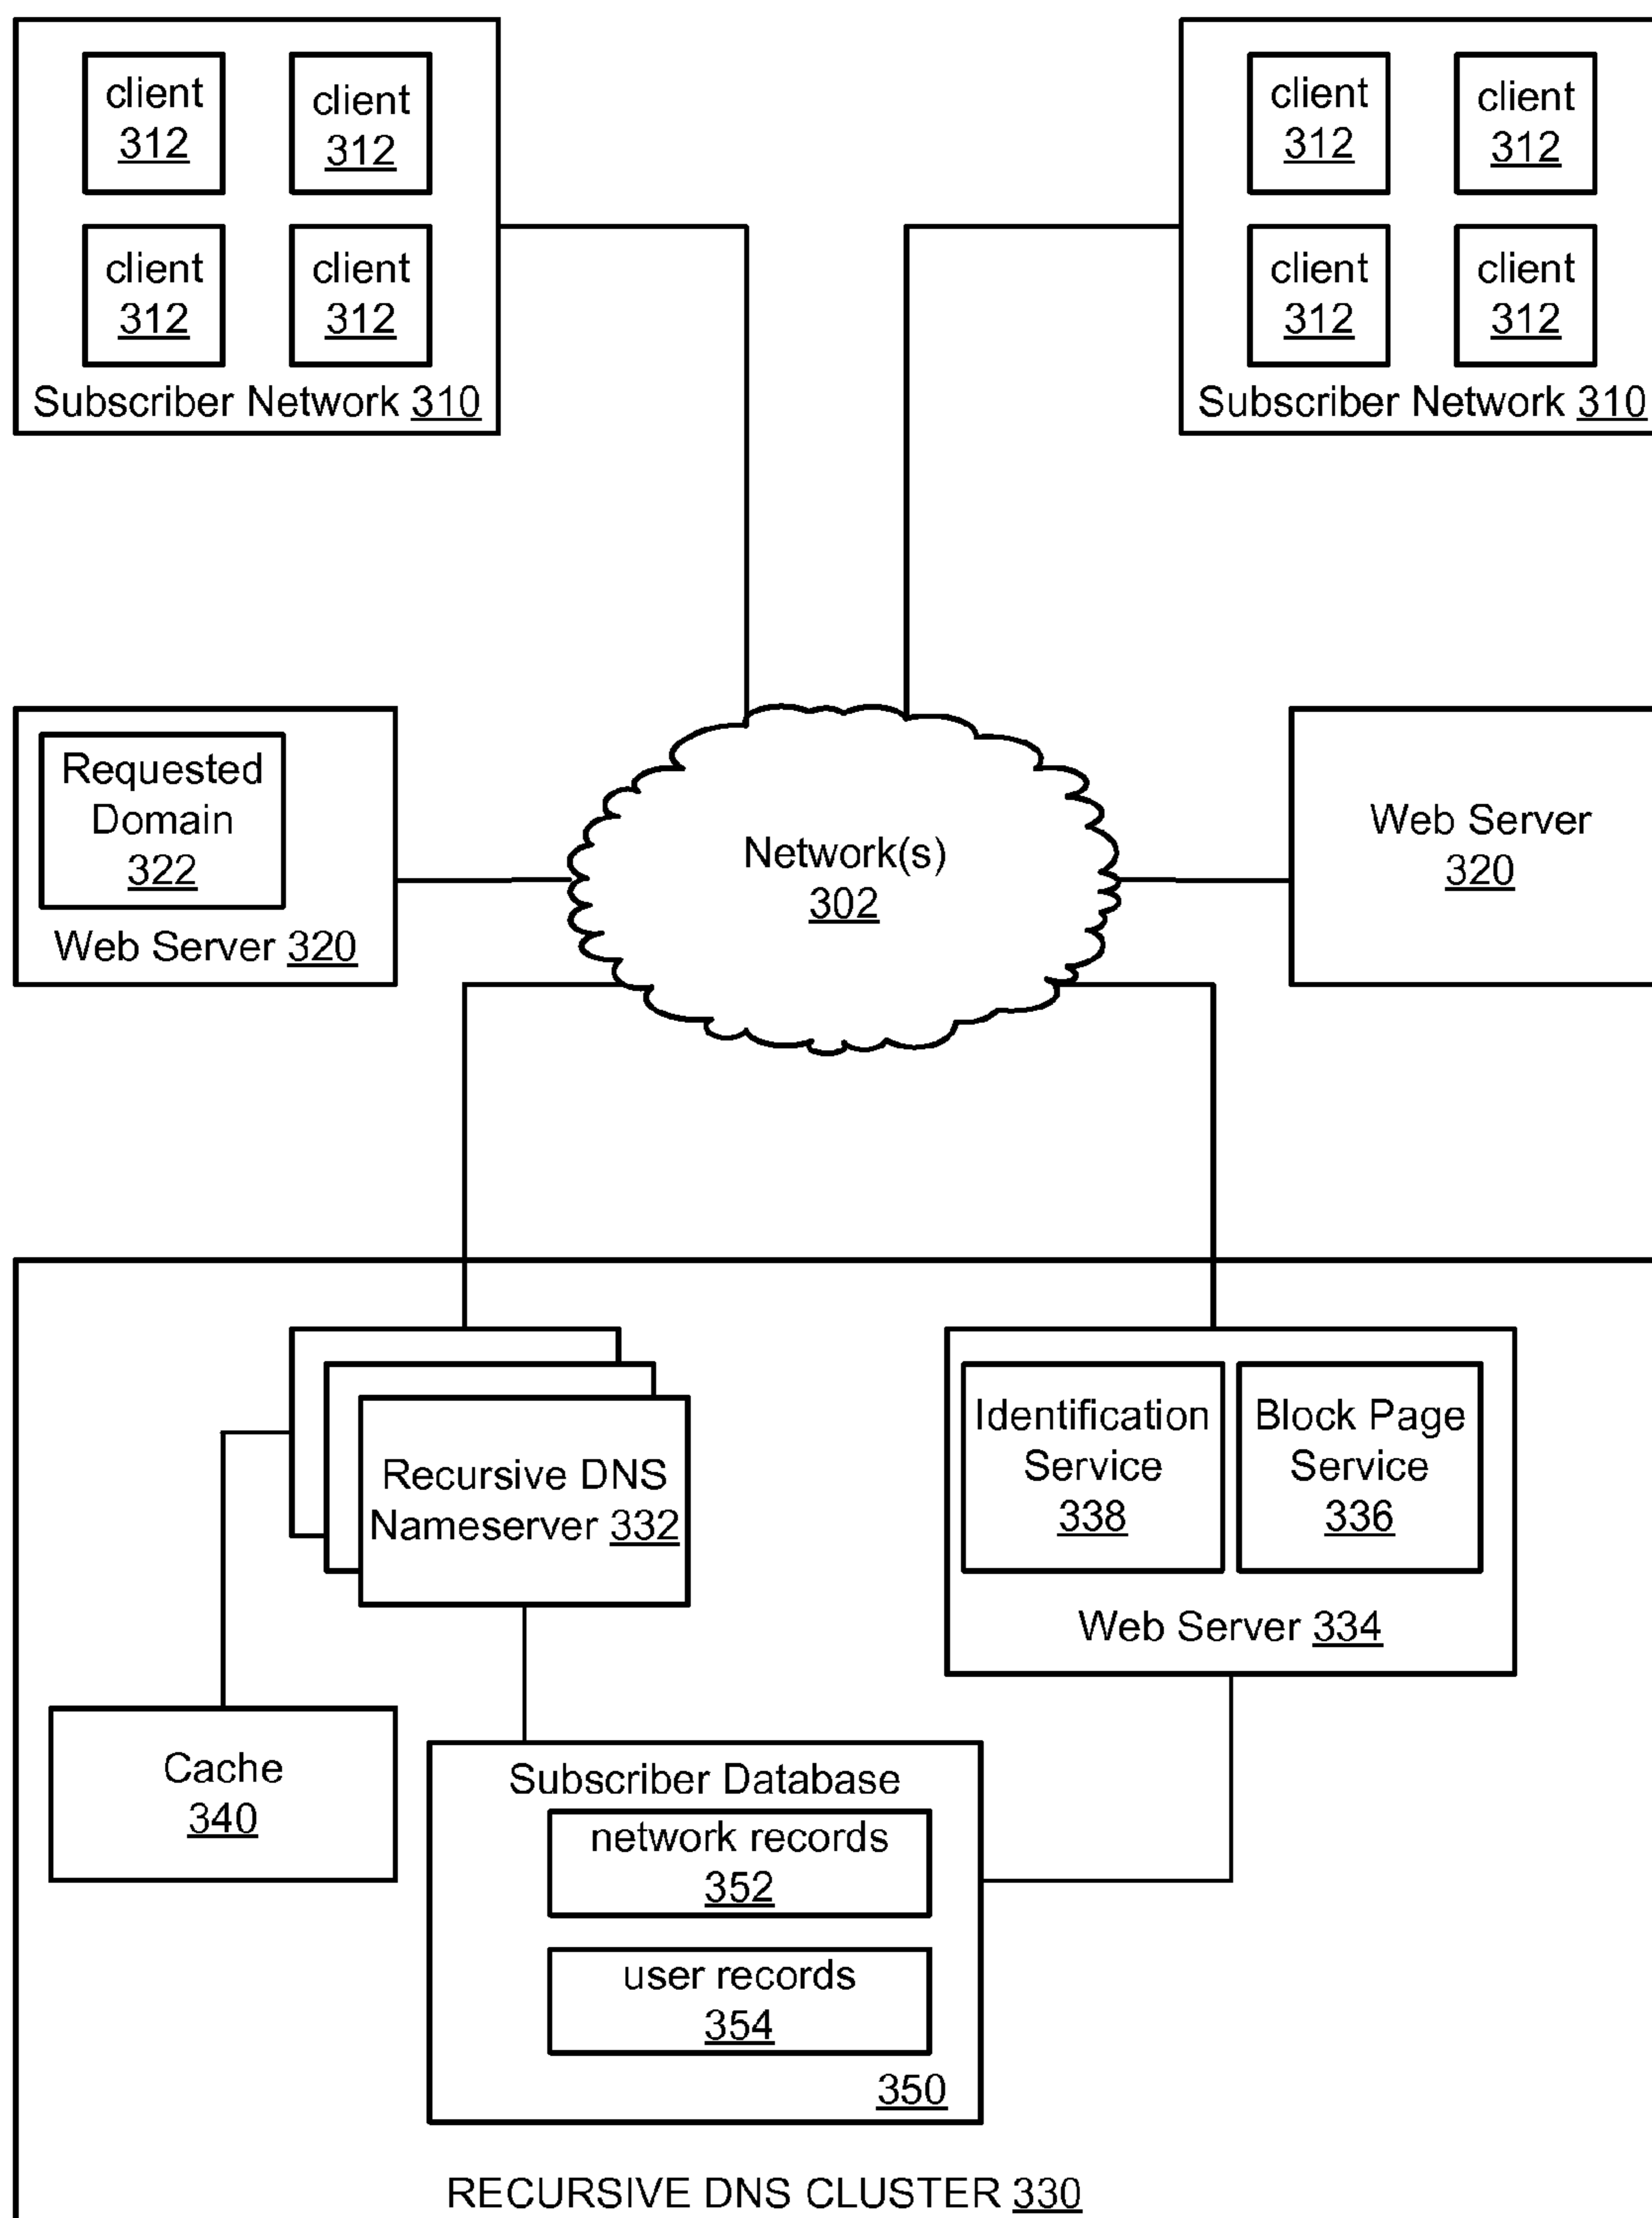 client
312
client
312
client
312
client
312
Subscriber Network 310
client
312
client
312
client
312
client
312
Subscriber Network 310
Requested
Domain
322
Web Server 320
Network(s)
302
Web Server
320
Recursive DNS
Nameserver 332
Identification
Service
338
Block Page
Service
336
Web Server 334
Cache
340
Subscriber Database
network records
352
user records
354
350
RECURSIVE DNS CLUSTER 330